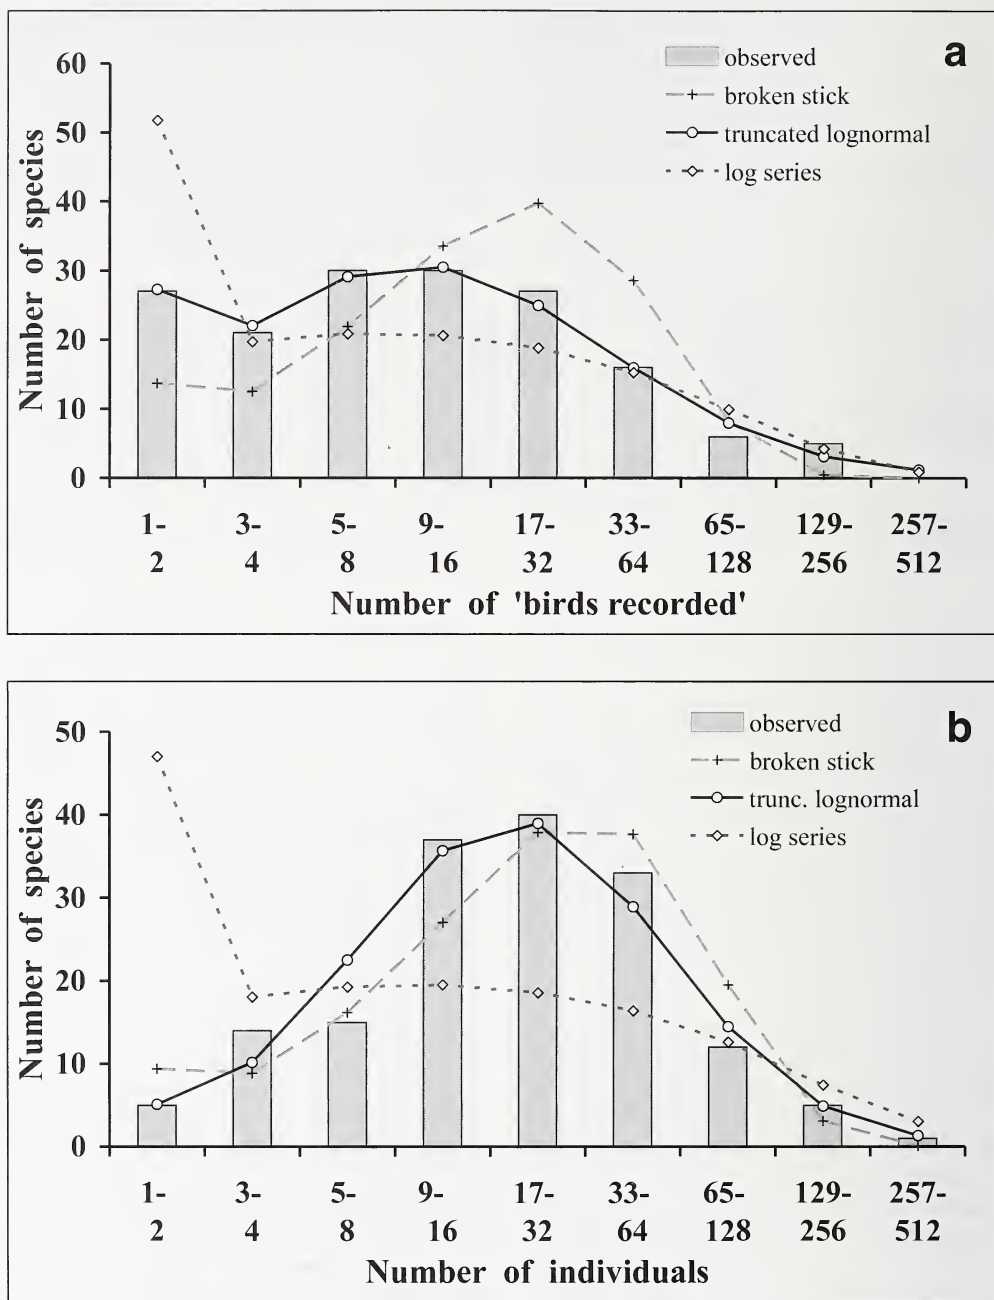 a
observed
broken stick
truncated lognormal
log series
Number of species
60
50
40
30
20
10
0
1- 3- 5- 9- 17- 33- 65- 129- 257-
2 4 8 16 32 64 128 256 512
Number of 'birds recorded'
b
observed
broken stick
trunc. lognormal
log series
Number of species
50
40
30
20
10
0
1- 3- 5- 9- 17- 33- 65- 129- 257-
2 4 8 16 32 64 128 256 512
Number of individuals